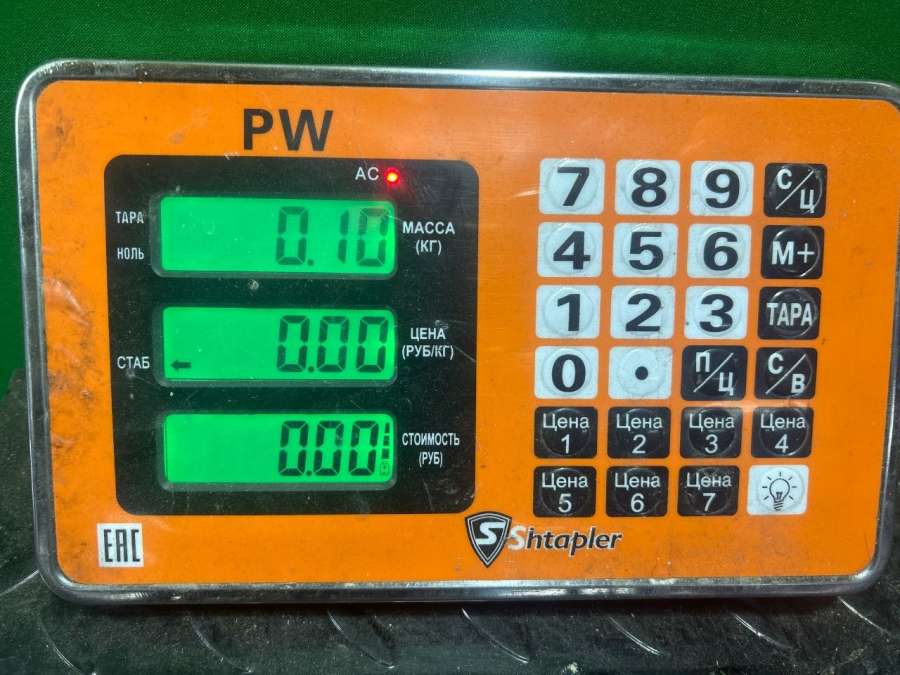 PW
AC
ТАРА
НОЛЬ
0.10
МАССА
(КГ)
СТАБ
0.00
ЦЕНА
(РУБ/КГ)
0.00
СТОИМОСТЬ
(РУБ)
7 8 9 С/Ц
4 5 6 М+
1 2 3 ТАРА
0 . П/Ц С/В
Цена 1 Цена 2 Цена 3 Цена 4
Цена 5 Цена 6 Цена 7
EAC
S Shtapler